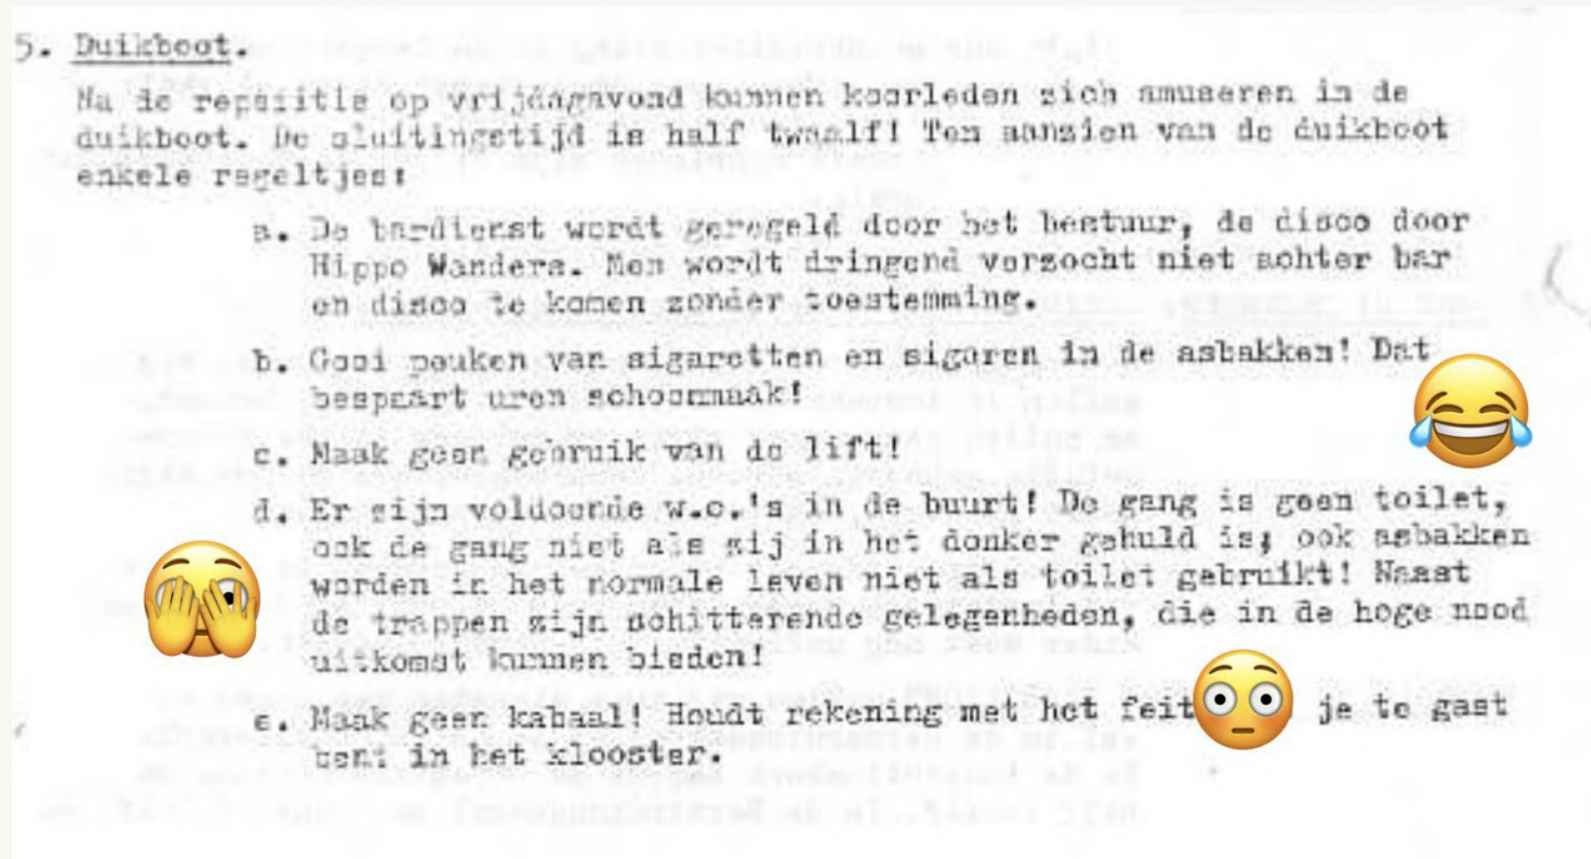 5. Duikboot.
Na de repetitie op vrijdagavond kunnen koorleden zich amuseren in de
duikboot. De sluitingstijd is half twaalf! Ten aanzien van de duikboot
enkele regeltjes:
a. De bardienst wordt geregeld door het bestuur, de disco door
Hippo Wanders. Men wordt dringend verzocht niet achter bar
en disco te komen zonder toestemming.
b. Gooi peuken van sigaretten en sigaren in de asbakken! Dat
bespaart uren schoonmaak!
c. Maak geen gebruik van de lift!
d. Er zijn voldoende w.c.'s in de buurt! De gang is geen toilet,
ook de gang niet als zij in het donker gehuld is; ook asbakken
worden in het normale leven niet als toilet gebruikt! Naast
de trappen zijn schitterende gelegenheden, die in de hoge nood
uitkomst kunnen bieden!
e. Maak geen kabaal! Houdt rekening met het feit je te gast
bent in het klooster.